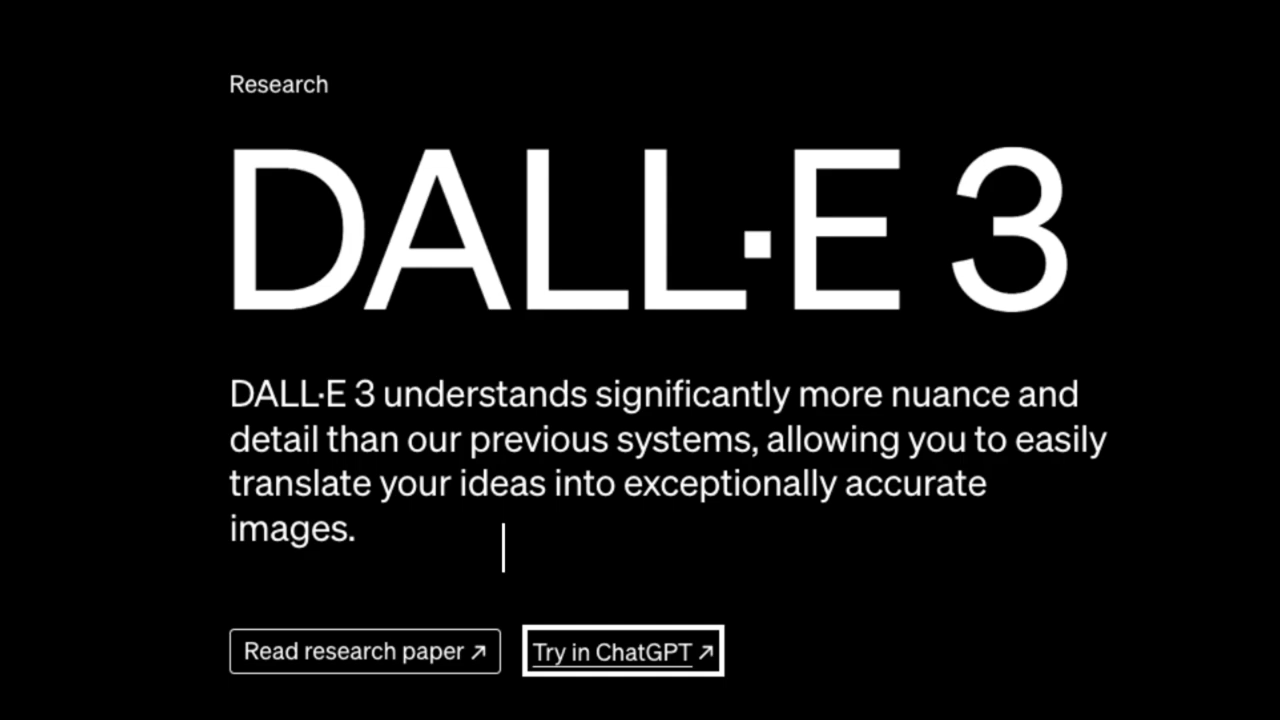 Research
DALL·E 3
DALL·E 3 understands significantly more nuance and
detail than our previous systems, allowing you to easily
translate your ideas into exceptionally accurate
images.
Read research paper ↗
Try in ChatGPT ↗